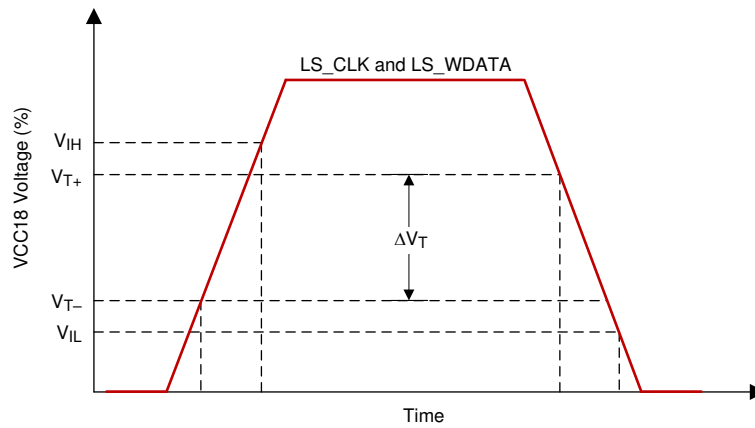 LS_CLK and LS_WDATA
VCC18 Voltage (%)
VIH
VT+
ΔVT
VT–
VIL
Time